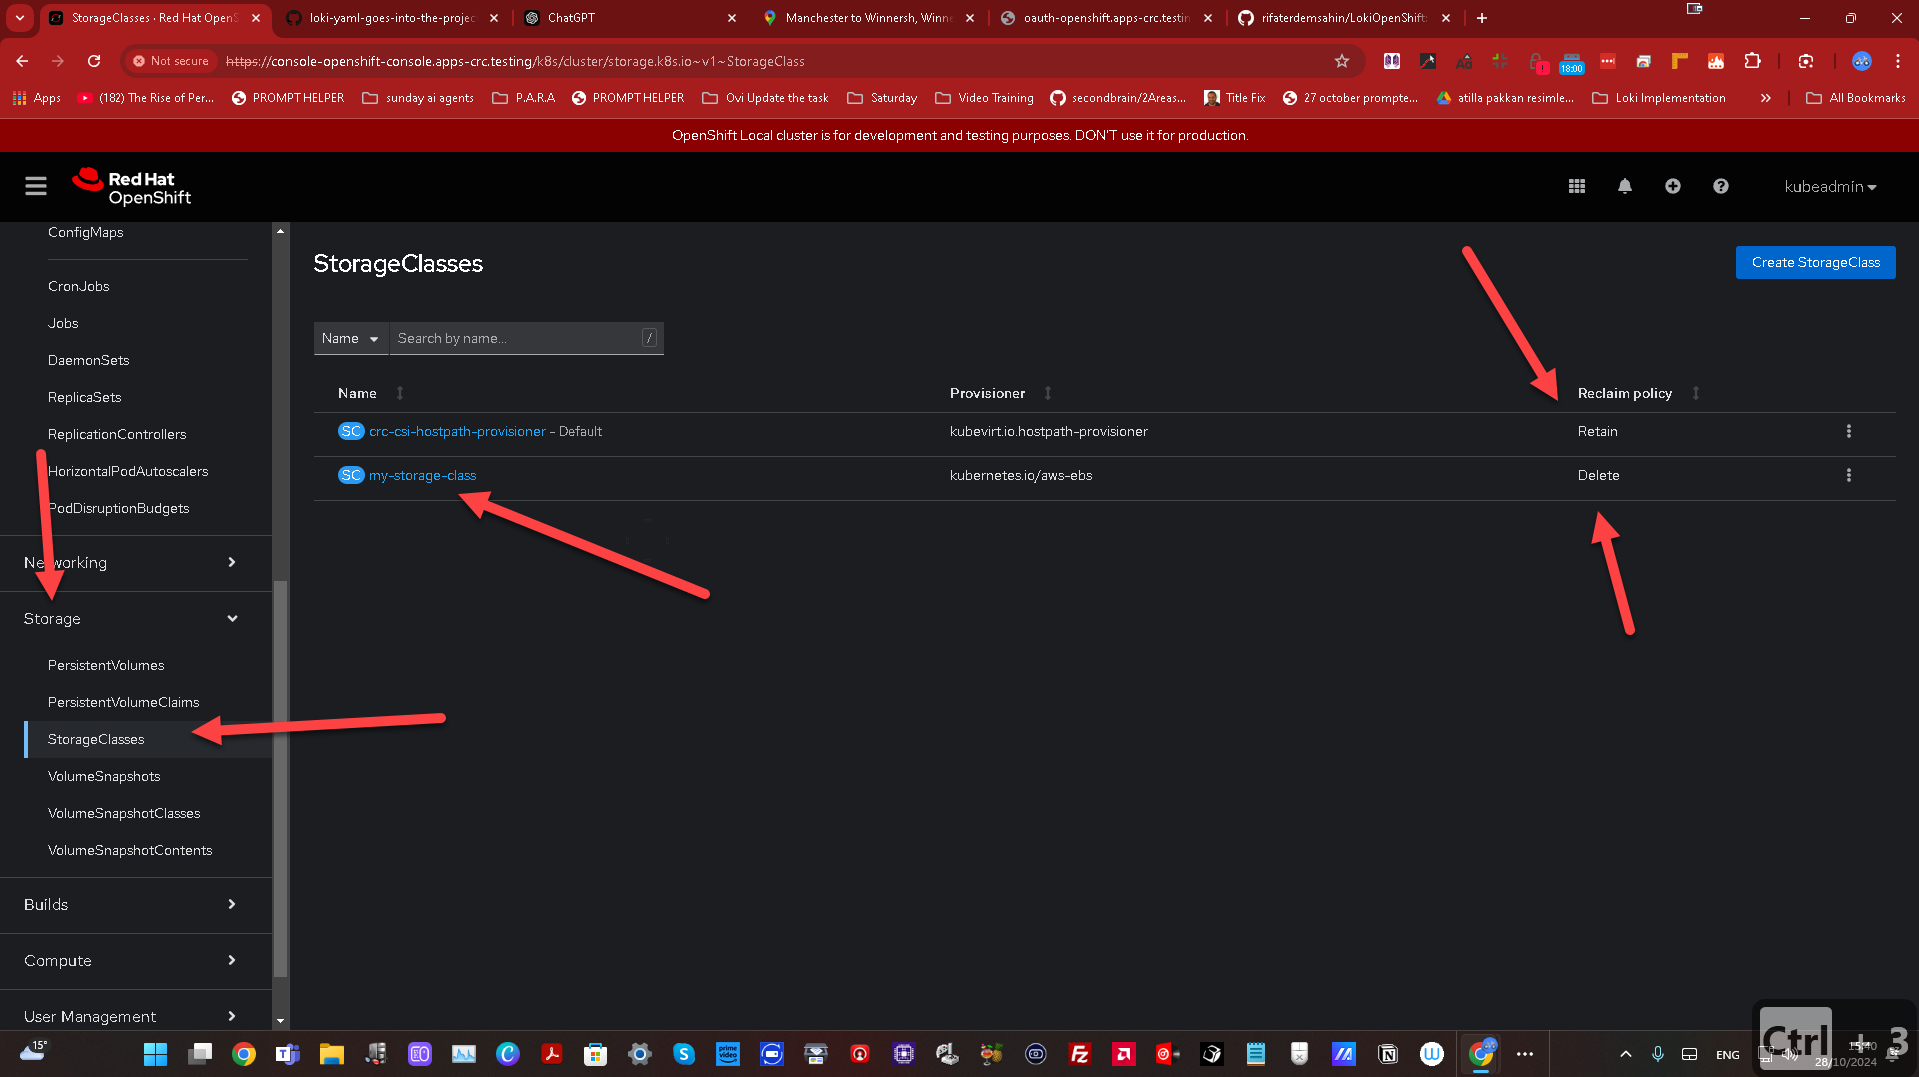 StorageClasses · Red Hat OpenS
loki-yaml-goes-into-the-projec
ChatGPT
Manchester to Winnersh, Winne
oauth-openshift.apps-crc.testin
rifaterdemsahin/LokiOpenShift
Not secure
https://console-openshift-console.apps-crc.testing/k8s/cluster/storage.k8s.io~v1~StorageClass
18:00
Apps
(182) The Rise of Per...
PROMPT HELPER
sunday ai agents
P.A.R.A
PROMPT HELPER
Ovi Update the task
Saturday
Video Training
secondbrain/2Areas...
Title Fix
27 october prompte...
atilla pakkan resimle...
Loki Implementation
»
All Bookmarks
OpenShift Local cluster is for development and testing purposes. DON'T use it for production.
Red Hat
OpenShift
kubeadmin
ConfigMaps
CronJobs
Jobs
DaemonSets
ReplicaSets
ReplicationControllers
HorizontalPodAutoscalers
PodDisruptionBudgets
Networking
Storage
PersistentVolumes
PersistentVolumeClaims
StorageClasses
VolumeSnapshots
VolumeSnapshotClasses
VolumeSnapshotContents
Builds
Compute
User Management
StorageClasses
Create StorageClass
Name
Search by name...
/
Name
Provisioner
Reclaim policy
SC crc-csi-hostpath-provisioner – Default
kubevirt.io.hostpath-provisioner
Retain
SC my-storage-class
kubernetes.io/aws-ebs
Delete
15°
ENG
15:40
28/10/2024
Ctrl + 3